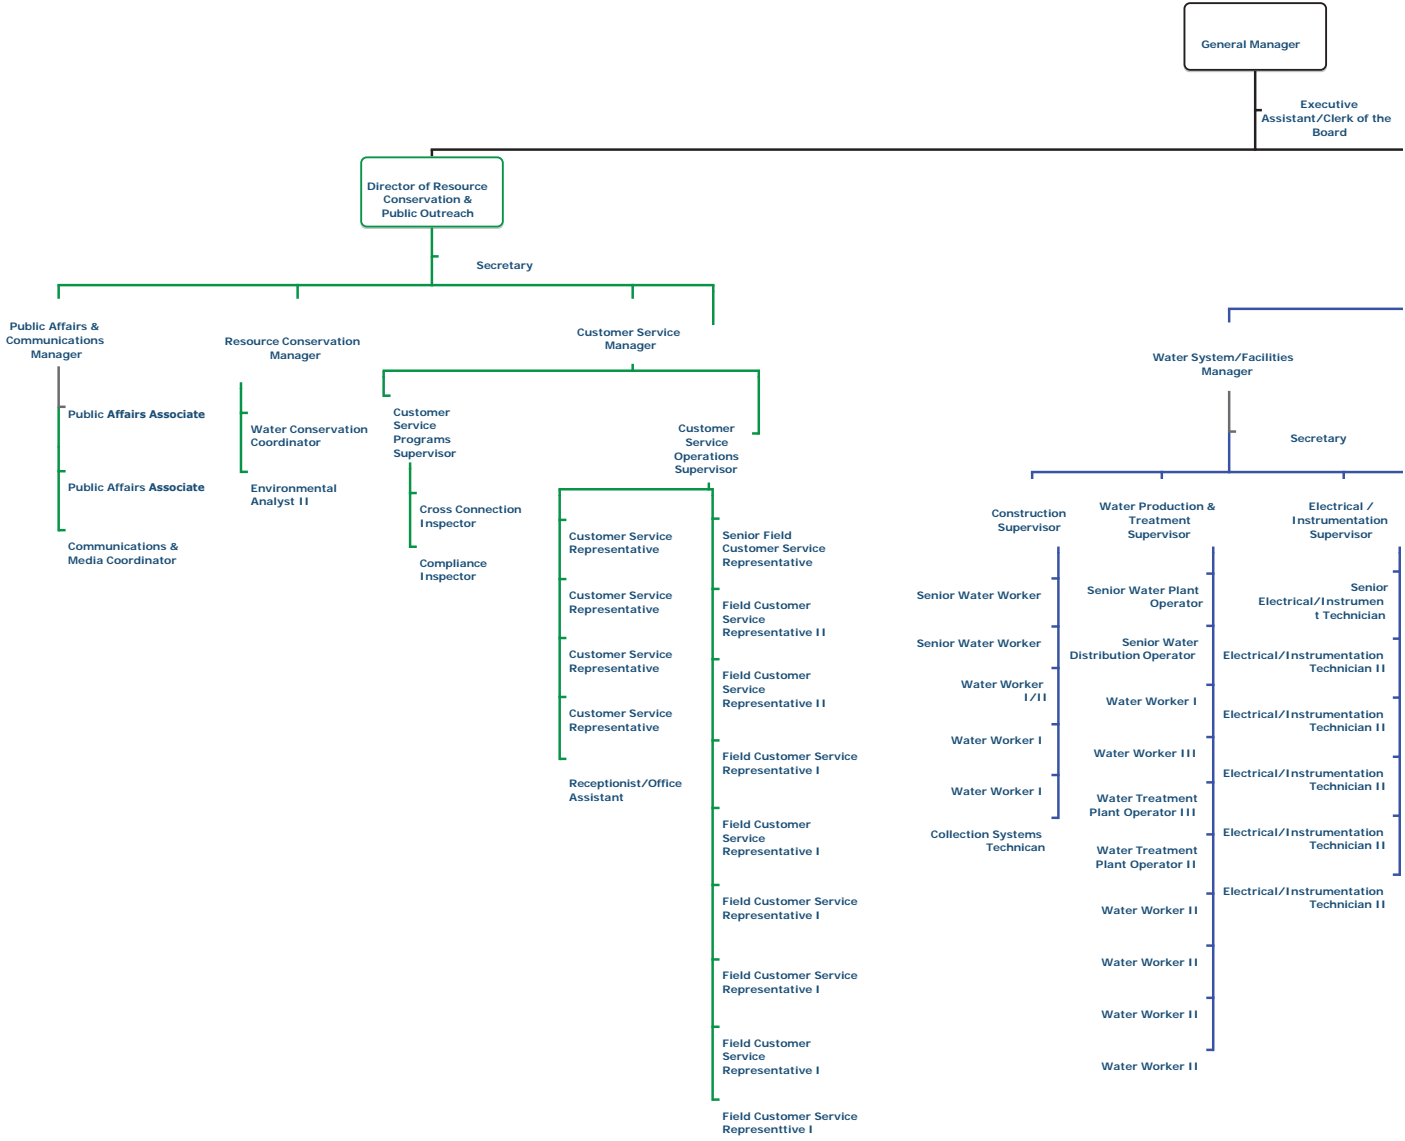 General Manager
Executive
Assistant/Clerk of the
Board
Director of Resource
Conservation &
Public Outreach
Secretary
Public Affairs &
Communications
Manager
Public Affairs Associate
Public Affairs Associate
Communications &
Media Coordinator
Resource Conservation
Manager
Water Conservation
Coordinator
Environmental
Analyst II
Customer Service
Manager
Customer
Service
Programs
Supervisor
Cross Connection
Inspector
Compliance
Inspector
Customer
Service
Operations
Supervisor
Customer Service
Representative
Customer Service
Representative
Customer Service
Representative
Customer Service
Representative
Receptionist/Office
Assistant
Senior Field
Customer Service
Representative
Field Customer
Service
Representative II
Field Customer
Service
Representative II
Field Customer Service
Representative I
Field Customer
Service
Representative I
Field Customer Service
Representative I
Field Customer Service
Representative I
Field Customer
Service
Representative I
Field Customer Service
Representtive I
Water System/Facilities
Manager
Secretary
Construction
Supervisor
Senior Water Worker
Senior Water Worker
Water Worker
I/II
Water Worker I
Water Worker I
Collection Systems
Technican
Water Production &
Treatment
Supervisor
Senior Water Plant
Operator
Senior Water
Distribution Operator
Water Worker I
Water Worker III
Water Treatment
Plant Operator III
Water Treatment
Plant Operator II
Water Worker II
Water Worker II
Water Worker II
Water Worker II
Electrical /
Instrumentation
Supervisor
Senior
Electrical/Instrumen
t Technician
Electrical/Instrumentation
Technician II
Electrical/Instrumentation
Technician II
Electrical/Instrumentation
Technician II
Electrical/Instrumentation
Technician II
Electrical/Instrumentation
Technician II